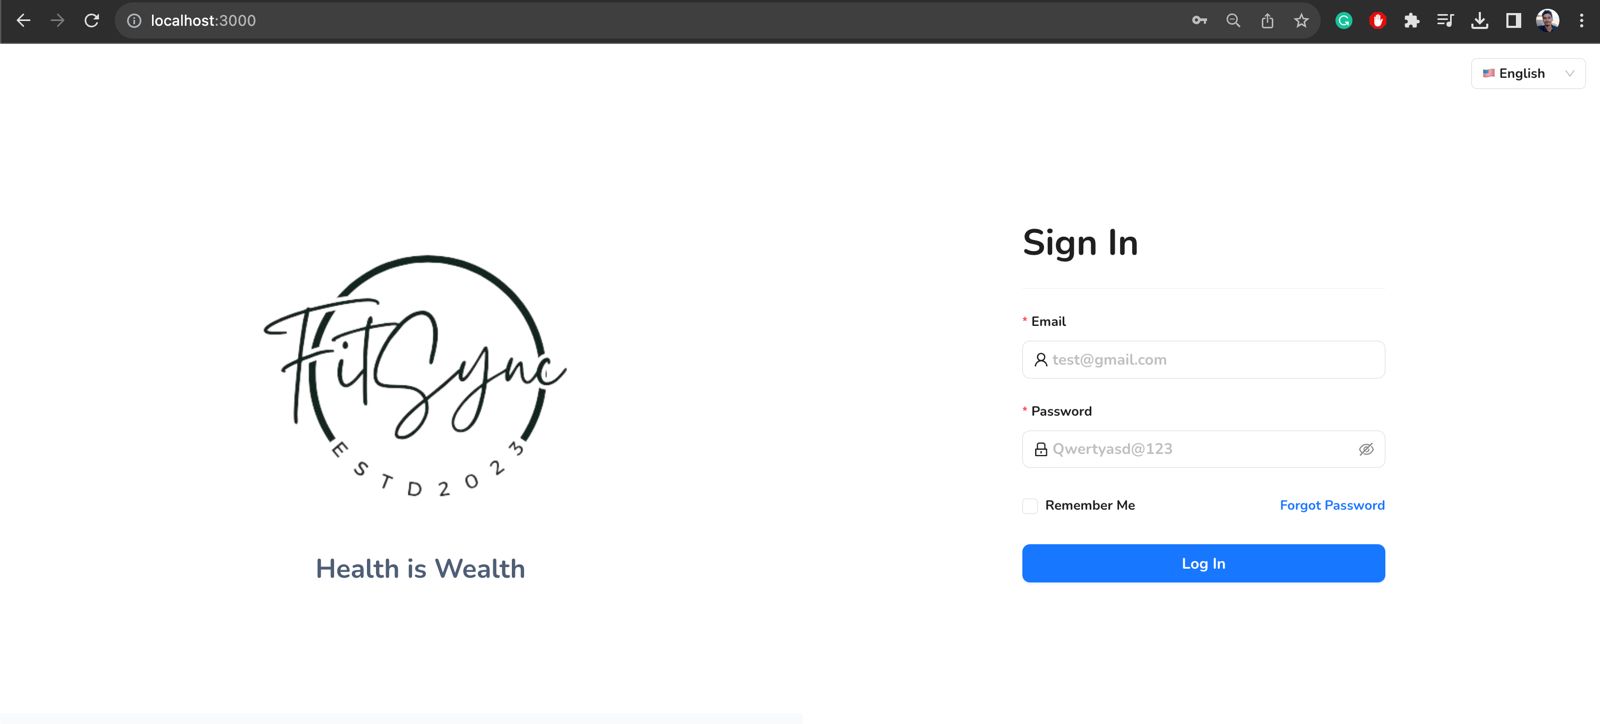 localhost:3000
English
FitSync
ESTD 2023
Health is Wealth
Sign In
* Email
test@gmail.com
* Password
Qwertyasd@123
Remember Me
Forgot Password
Log In